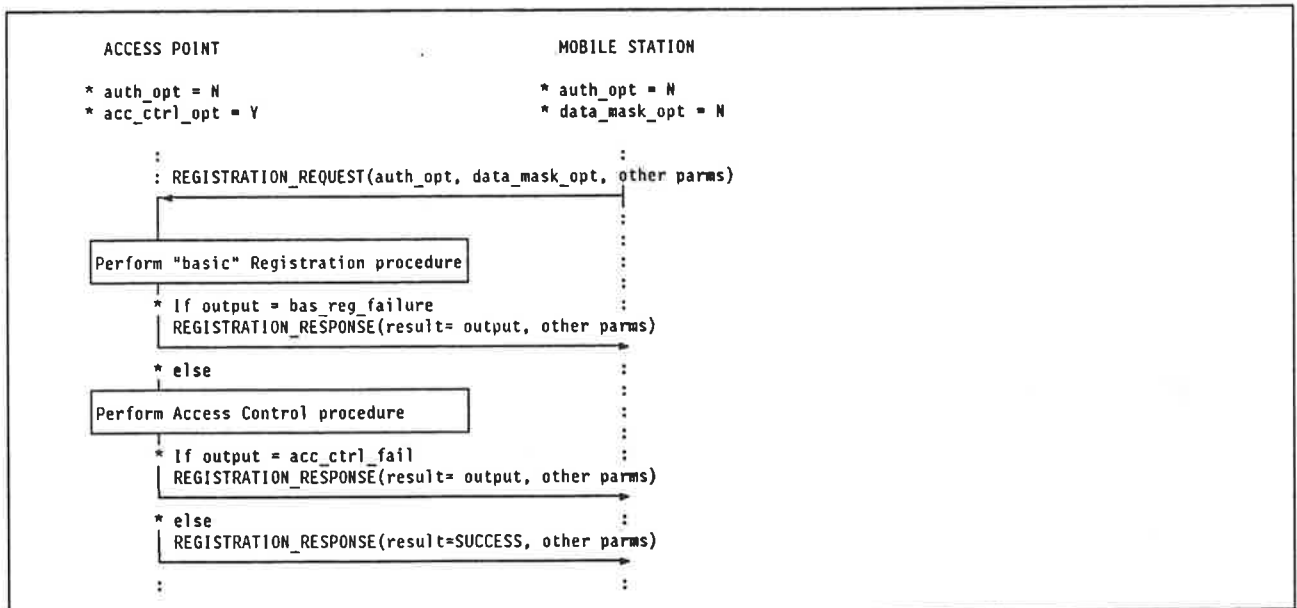 ACCESS POINT MOBILE STATION
* auth_opt = N * auth_opt = N
* acc_ctrl_opt = Y * data_mask_opt = N
: :
: REGISTRATION_REQUEST(auth_opt, data_mask_opt, other parms)
Perform "basic" Registration procedure
* If output = bas_reg_failure
REGISTRATION_RESPONSE(result= output, other parms)
* else
Perform Access Control procedure
* If output = acc_ctrl_fail
REGISTRATION_RESPONSE(result= output, other parms)
* else
REGISTRATION_RESPONSE(result=SUCCESS, other parms)
: :